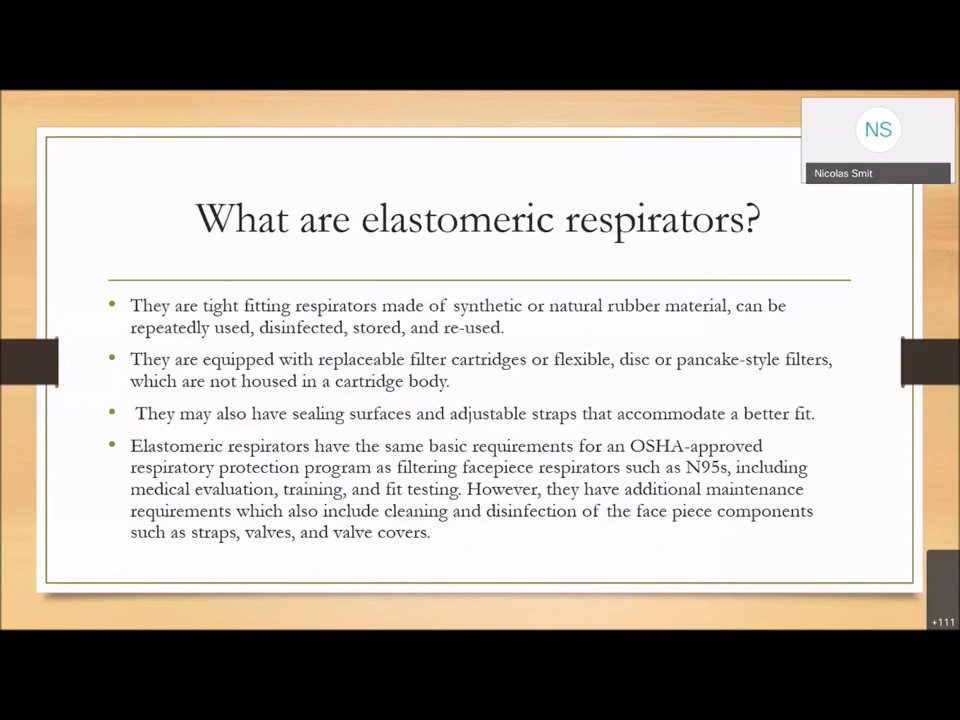 NS
Nicolas Smit
What are elastomeric respirators?
• They are tight fitting respirators made of synthetic or natural rubber material, can be
repeatedly used, disinfected, stored, and re-used.
• They are equipped with replaceable filter cartridges or flexible, disc or pancake-style filters,
which are not housed in a cartridge body.
• They may also have sealing surfaces and adjustable straps that accommodate a better fit.
• Elastomeric respirators have the same basic requirements for an OSHA-approved
respiratory protection program as filtering facepiece respirators such as N95s, including
medical evaluation, training, and fit testing. However, they have additional maintenance
requirements which also include cleaning and disinfection of the face piece components
such as straps, valves, and valve covers.
+111